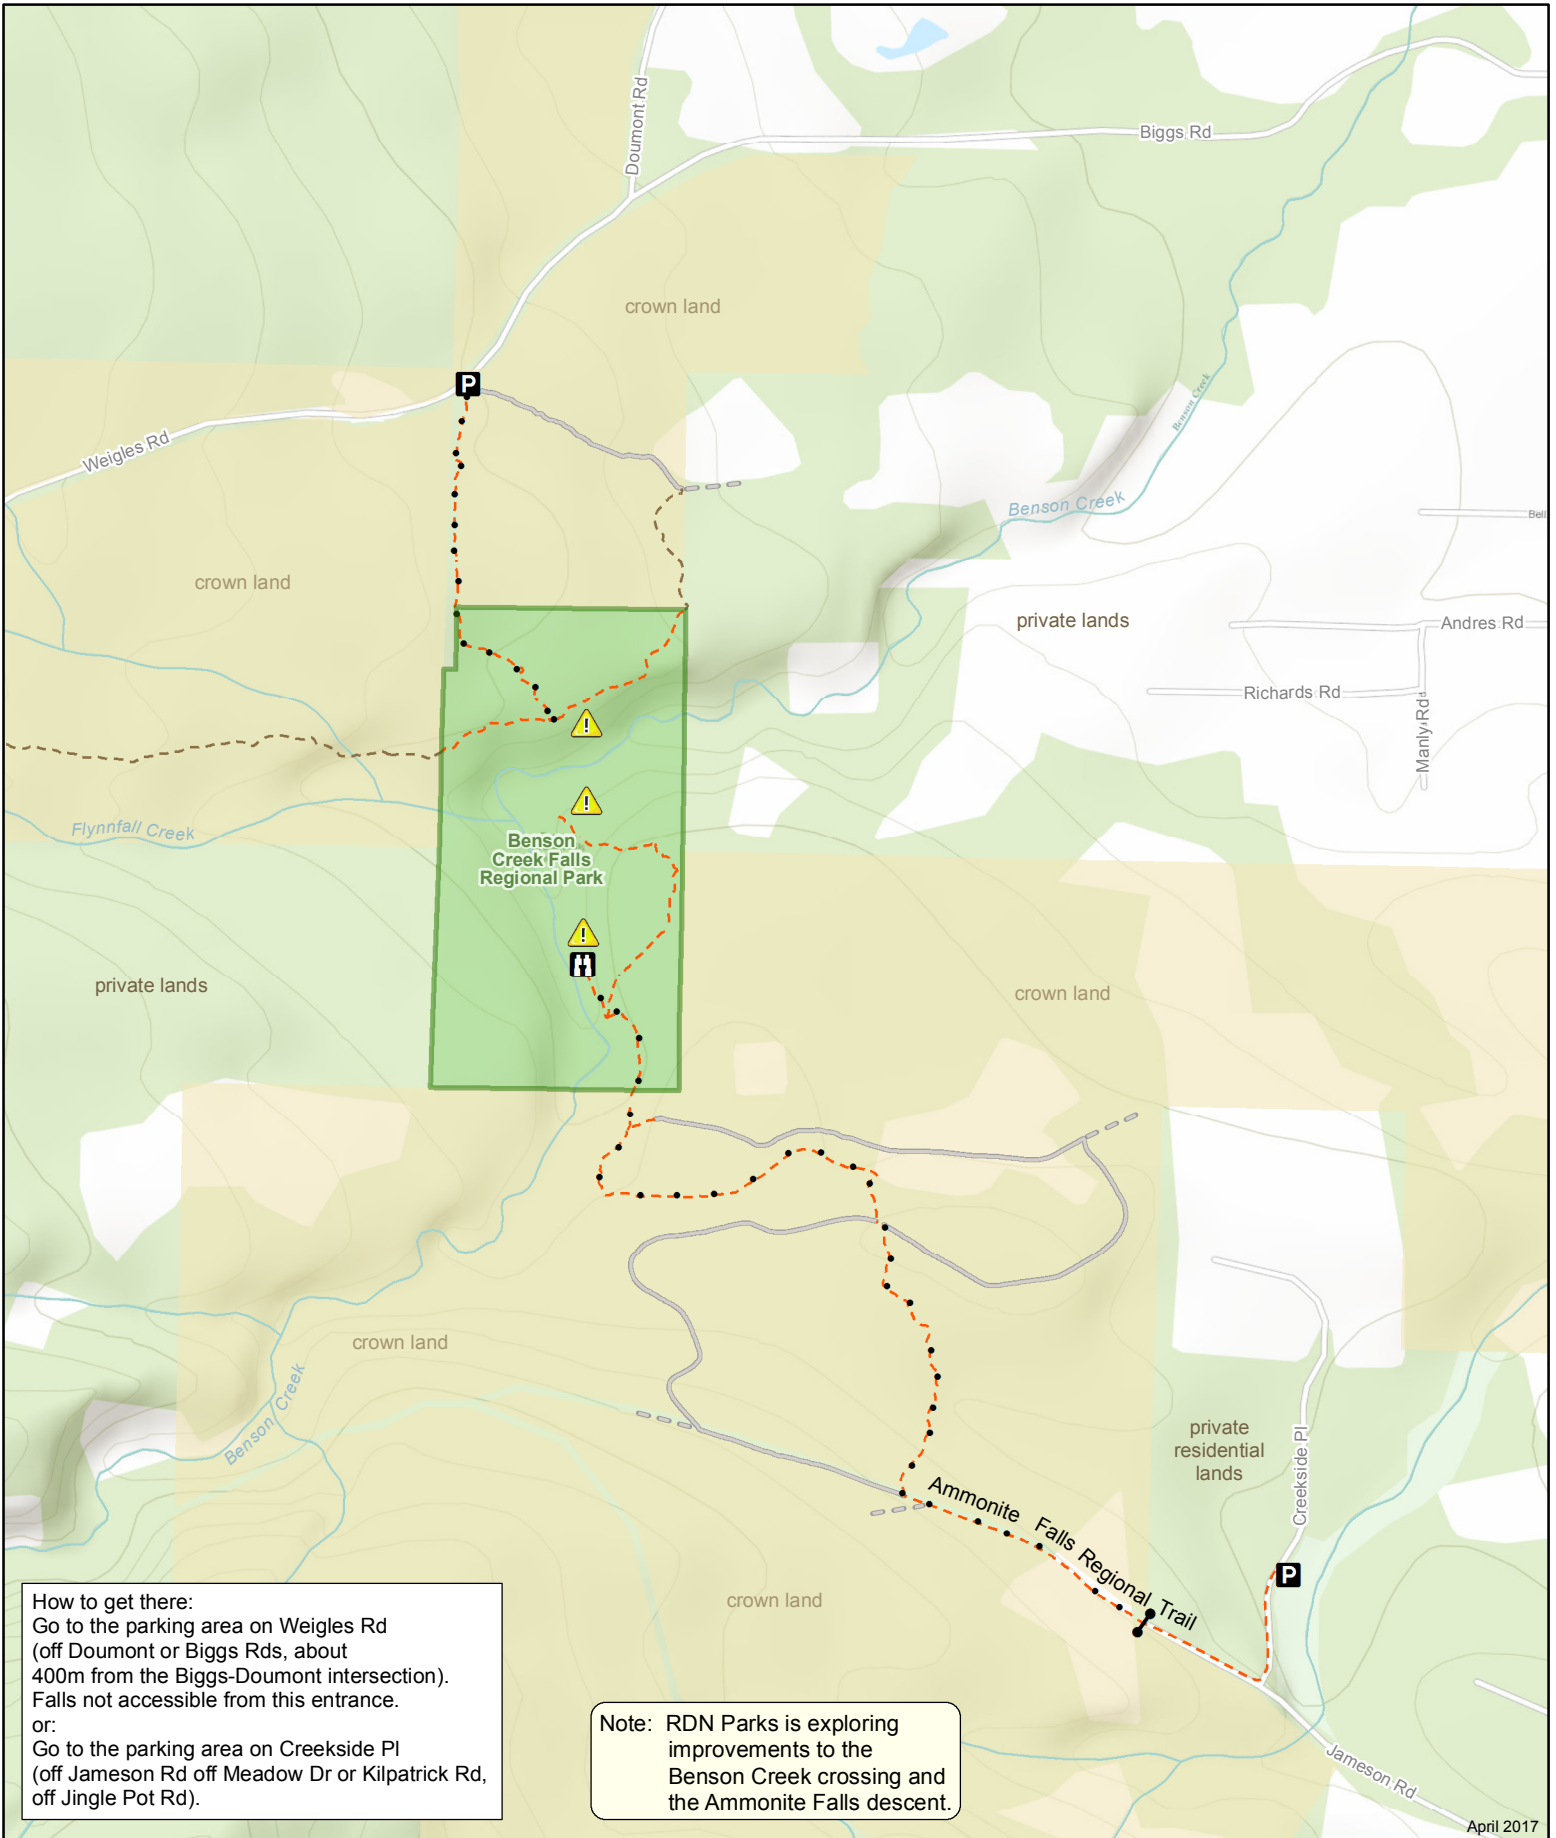 Doumont Rd
Biggs Rd
crown land
P
Benson Creek
Weigles Rd
Benson Creek
Bell
crown land
private lands
Andres Rd
Richards Rd
Manly Rd
!
!
Flynnfall Creek
Benson
Creek Falls
Regional Park
!
private lands
crown land
crown land
Benson Creek
private
residential
lands
Creekside Pl
Ammonite Falls Regional Trail
P
crown land
Jameson Rd
How to get there:
Go to the parking area on Weigles Rd
(off Doumont or Biggs Rds, about
400m from the Biggs-Doumont intersection).
Falls not accessible from this entrance.
or:
Go to the parking area on Creekside Pl
(off Jameson Rd off Meadow Dr or Kilpatrick Rd,
off Jingle Pot Rd).
Note: RDN Parks is exploring
improvements to the
Benson Creek crossing and
the Ammonite Falls descent.
April 2017